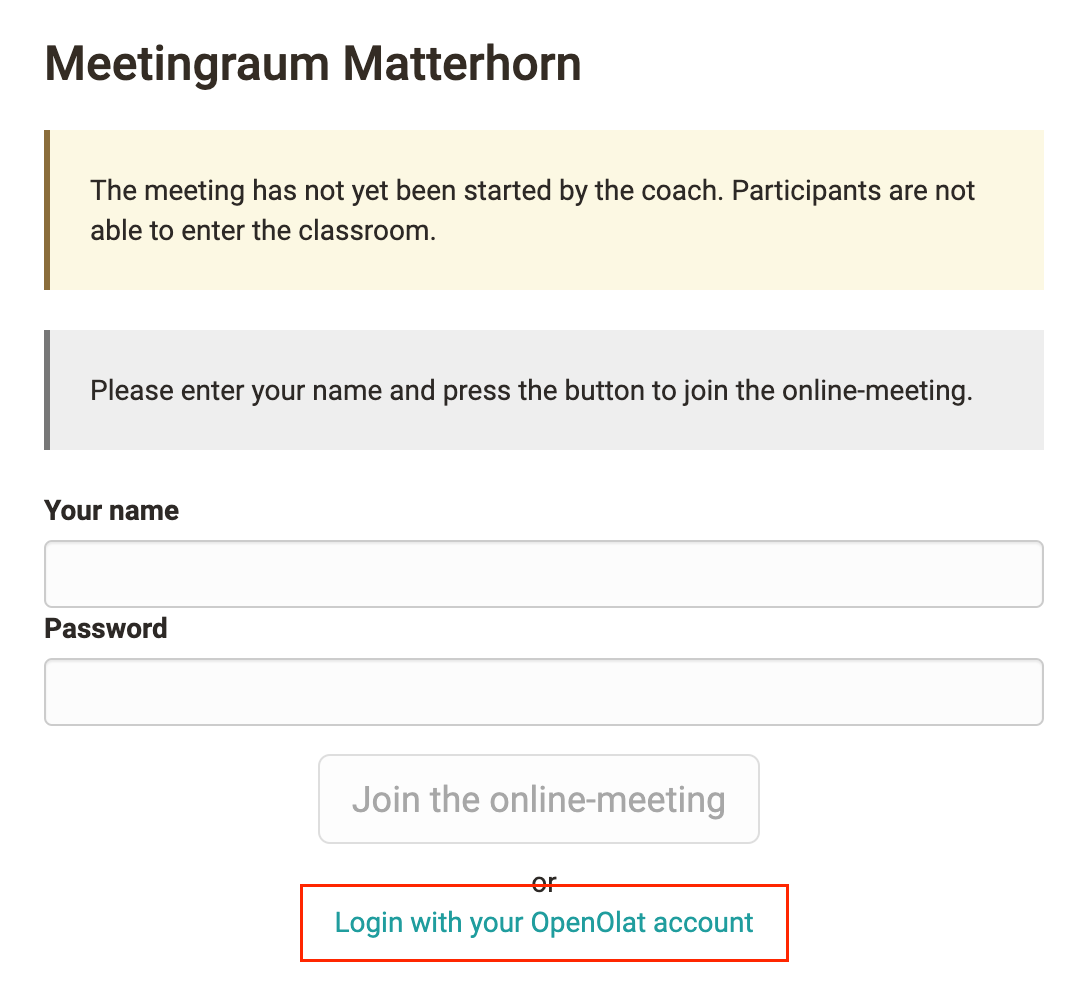 Meetingraum Matterhorn
The meeting has not yet been started by the coach. Participants are not
able to enter the classroom.
Please enter your name and press the button to join the online-meeting.
Your name
Password
Join the online-meeting
or
Login with your OpenOlat account